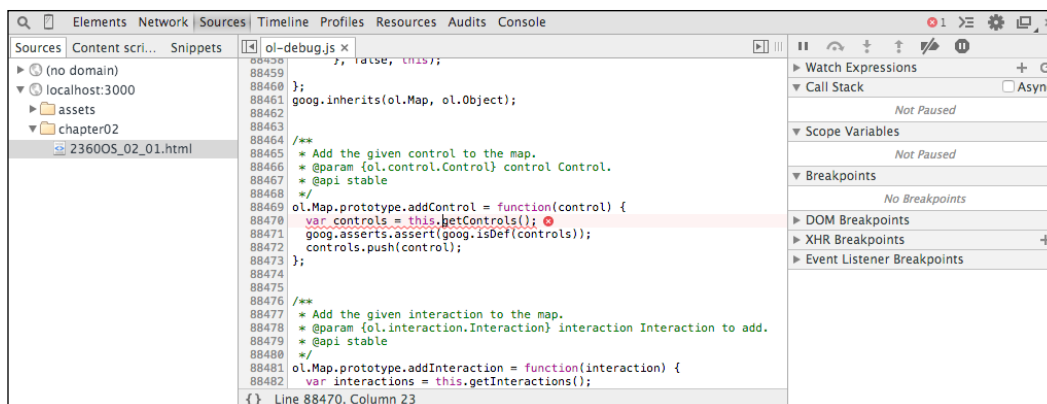 Elements Network Sources Timeline Profiles Resources Audits Console
1
Sources Content scri... Snippets
(no domain)
localhost:3000
assets
chapter02
2360OS_02_01.html
ol-debug.js ×
88458 }, false, this);
88459
88460 };
88461 goog.inherits(ol.Map, ol.Object);
88462
88463
88464 /**
88465 * Add the given control to the map.
88466 * @param {ol.control.Control} control Control.
88467 * @api stable
88468 */
88469 ol.Map.prototype.addControl = function(control) {
88470 var controls = this.getControls();
88471 goog.asserts.assert(goog.isDef(controls));
88472 controls.push(control);
88473 };
88474
88475
88476 /**
88477 * Add the given interaction to the map.
88478 * @param {ol.interaction.Interaction} interaction Interaction to add.
88479 * @api stable
88480 */
88481 ol.Map.prototype.addInteraction = function(interaction) {
88482 var interactions = this.getInteractions();
{ } Line 88470, Column 23
Watch Expressions
Call Stack Asyn
Not Paused
Scope Variables
Not Paused
Breakpoints
No Breakpoints
DOM Breakpoints
XHR Breakpoints
Event Listener Breakpoints